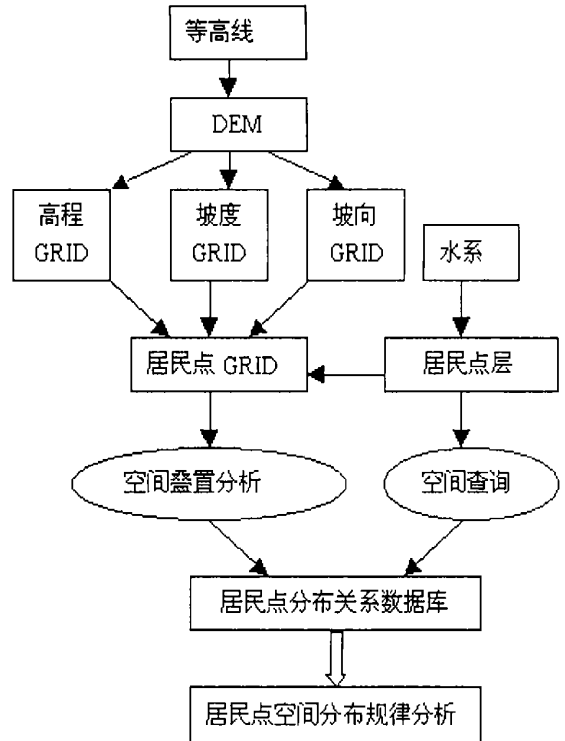 等高线
DEM
高程
GRID
坡度
GRID
坡向
GRID
水系
居民点 GRID
居民点层
空间叠置分析
空间查询
居民点分布关系数据库
居民点空间分布规律分析